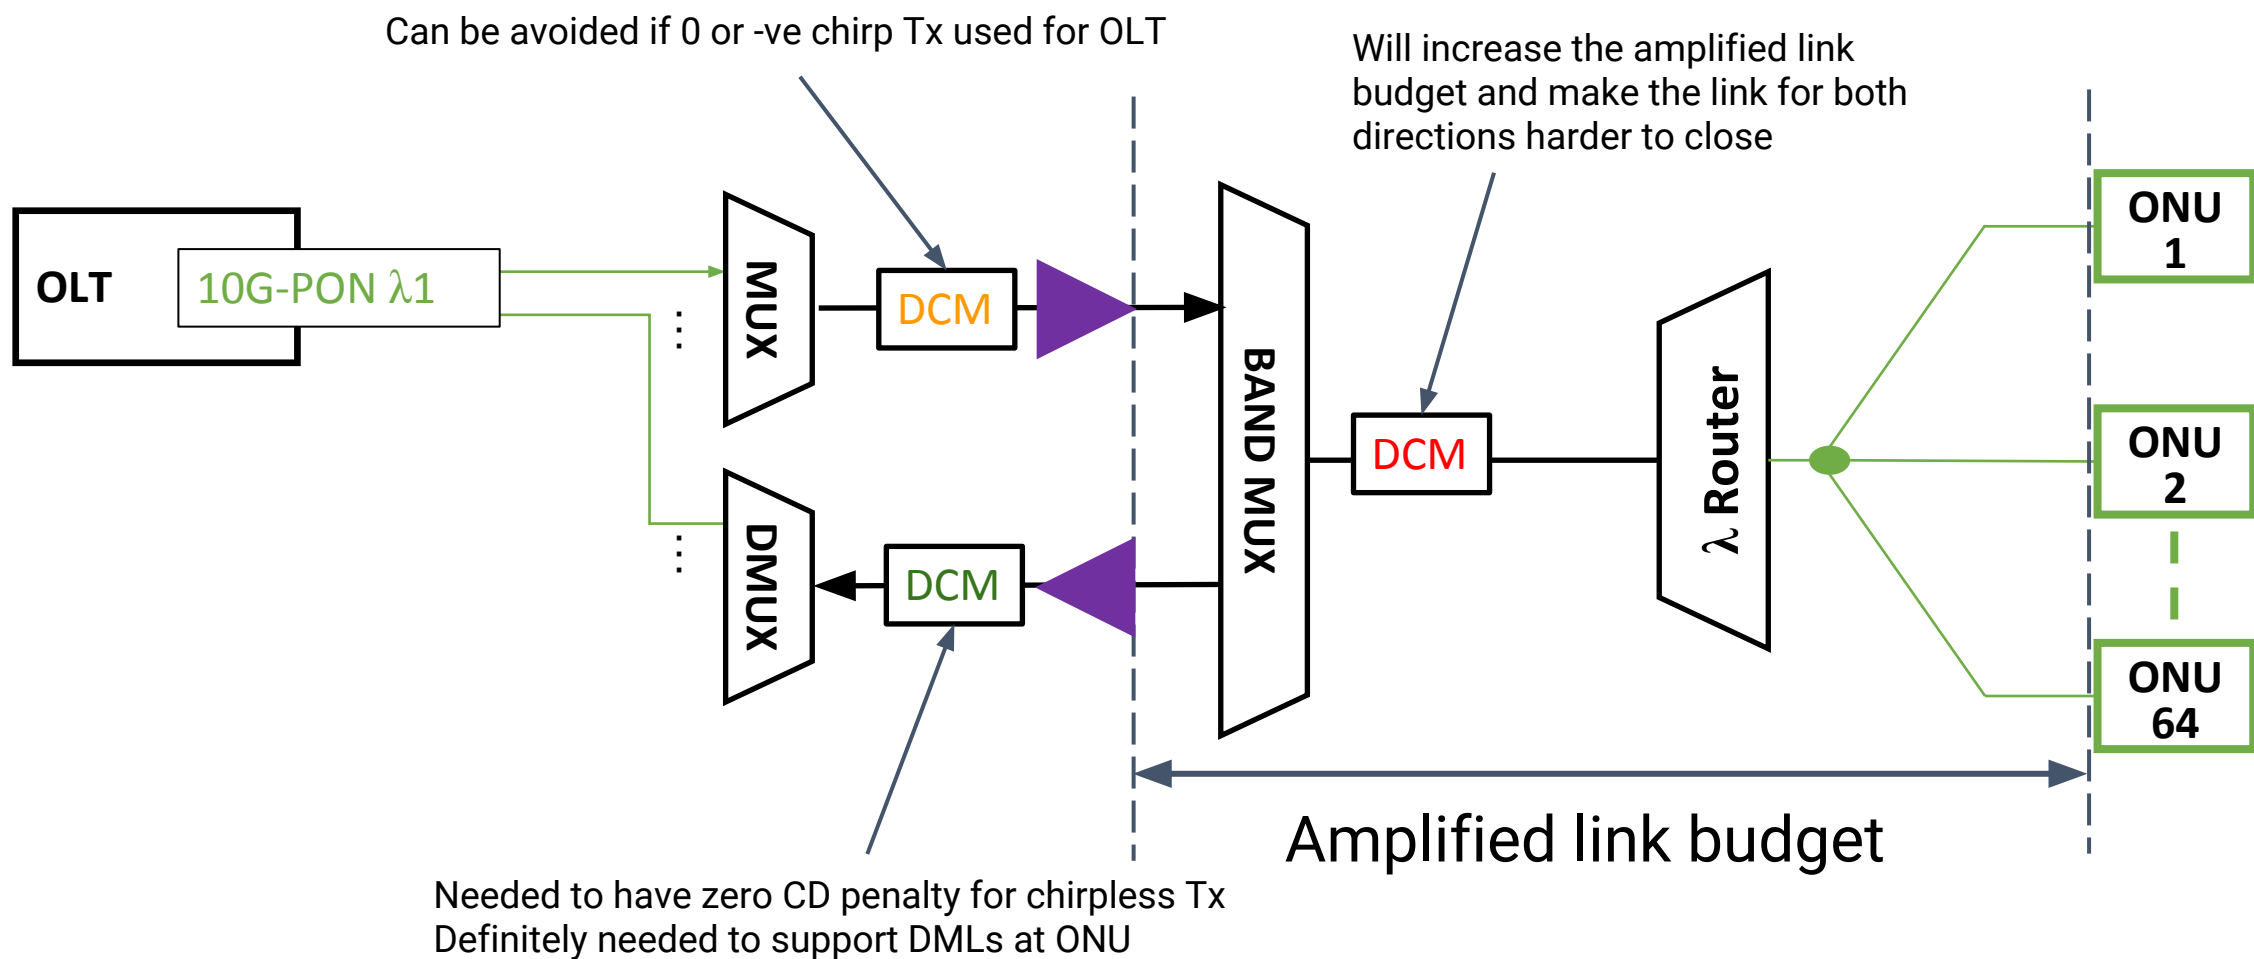 Can be avoided if 0 or -ve chirp Tx used for OLT
Will increase the amplified link
budget and make the link for both
directions harder to close
OLT
10G-PON λ1
MUX
DCM
DMUX
DCM
BAND MUX
DCM
λ Router
ONU
1
ONU
2
ONU
64
Amplified link budget
Needed to have zero CD penalty for chirpless Tx
Definitely needed to support DMLs at ONU